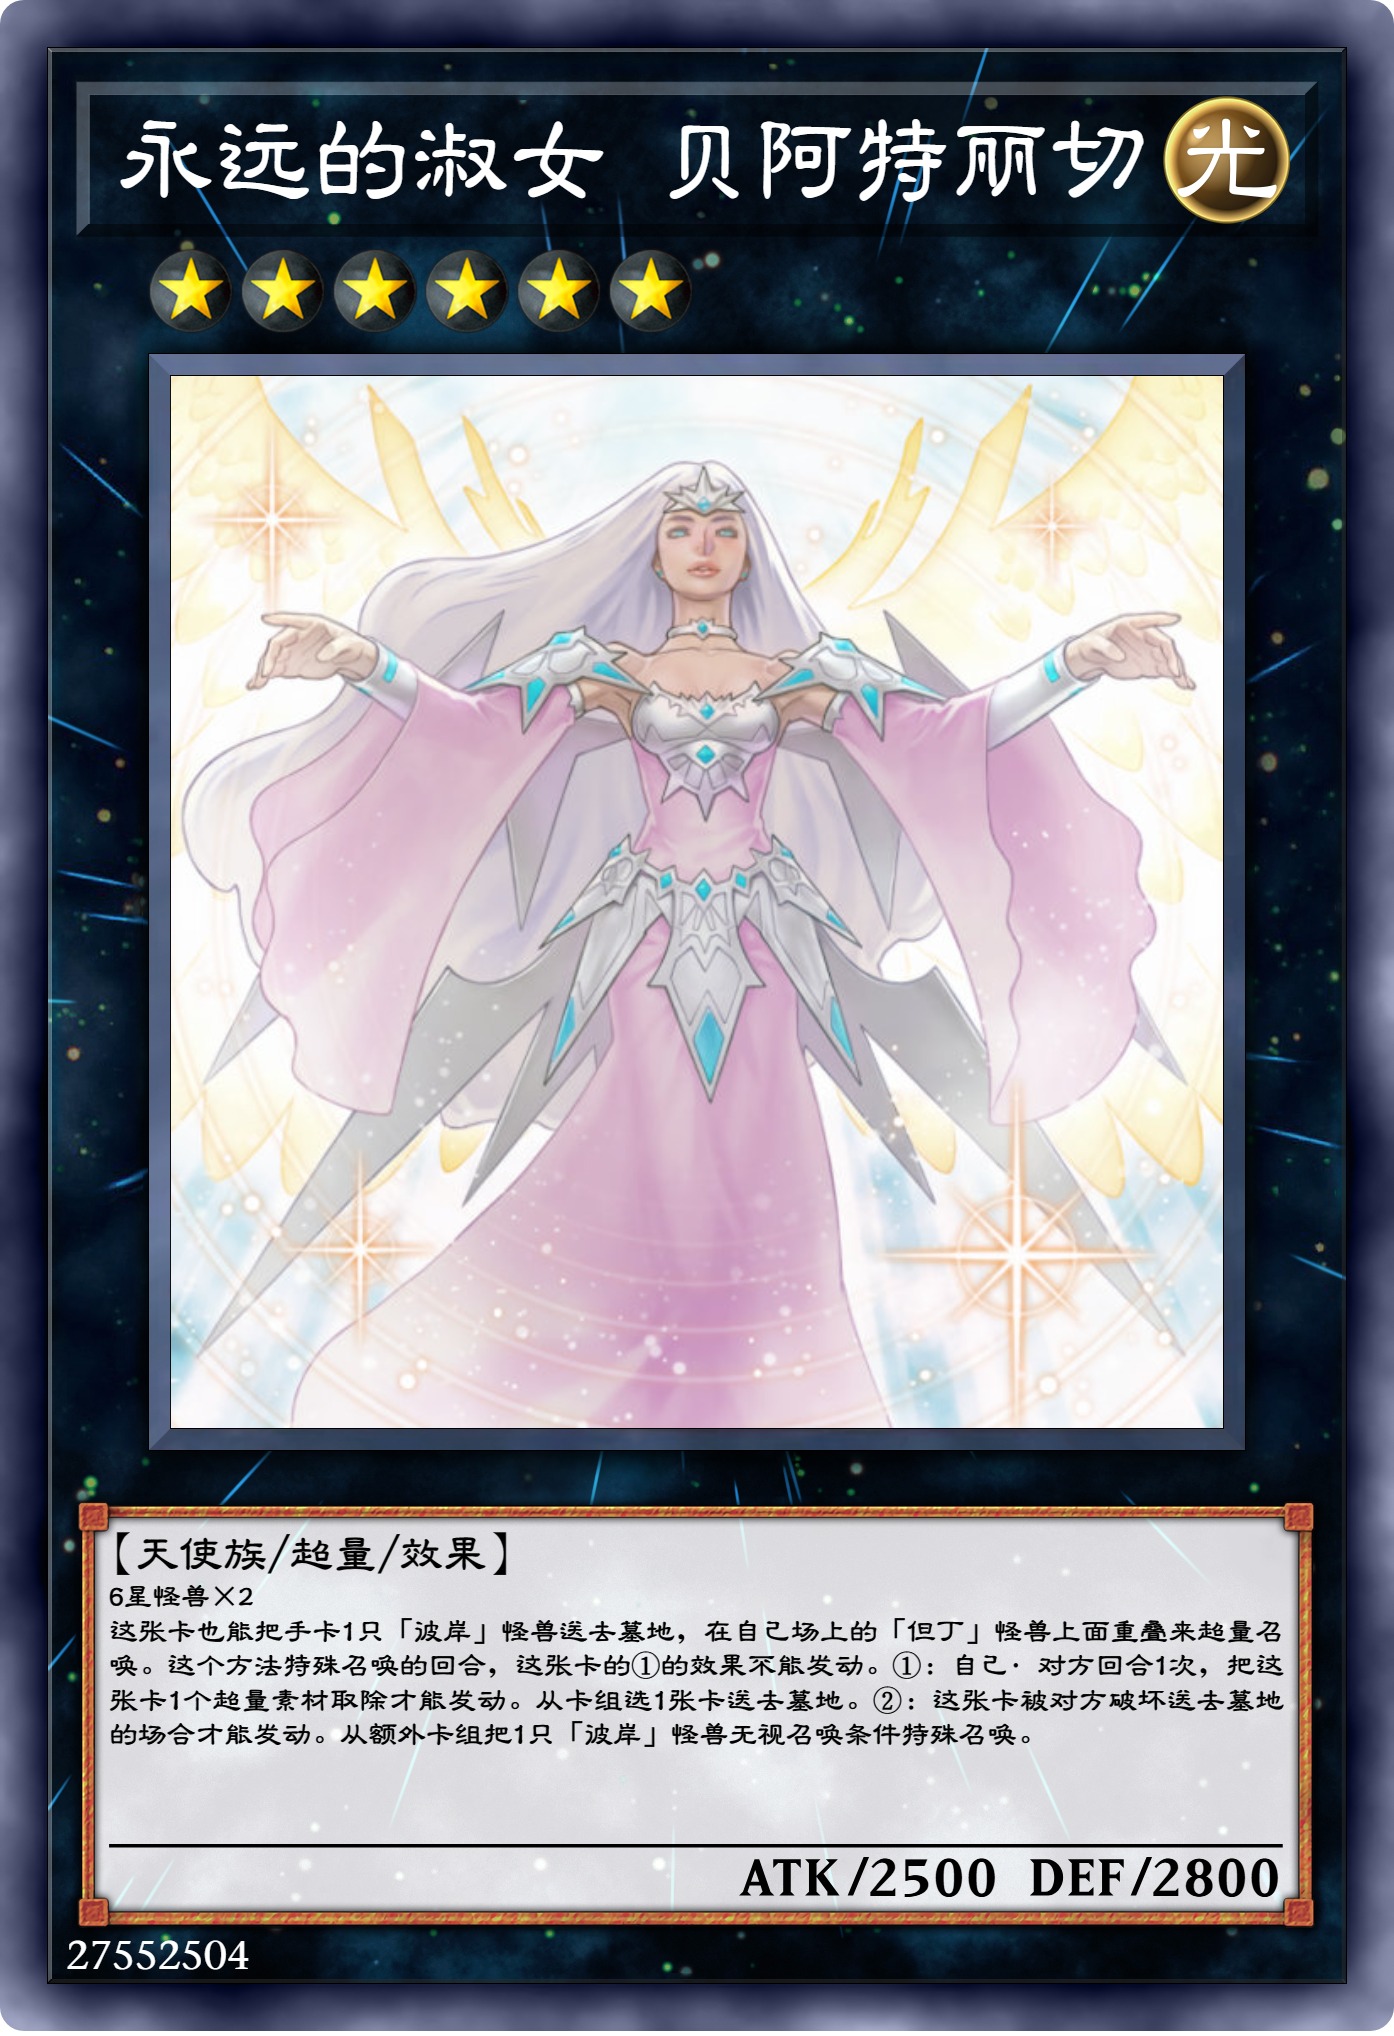 永远的淑女 贝阿特丽切 光
【天使族/超量/效果】
6星怪兽×2
这张卡也能把手卡1只「彼岸」怪兽送去墓地，在自己场上的「但丁」怪兽上面重叠来超量召
唤。这个方法特殊召唤的回合，这张卡的①的效果不能发动。①：自己·对方回合1次，把这
张卡1个超量素材取除才能发动。从卡组选1张卡送去墓地。②：这张卡被对方破坏送去墓地
的场合才能发动。从额外卡组把1只「彼岸」怪兽无视召唤条件特殊召唤。
ATK/2500 DEF/2800
27552504